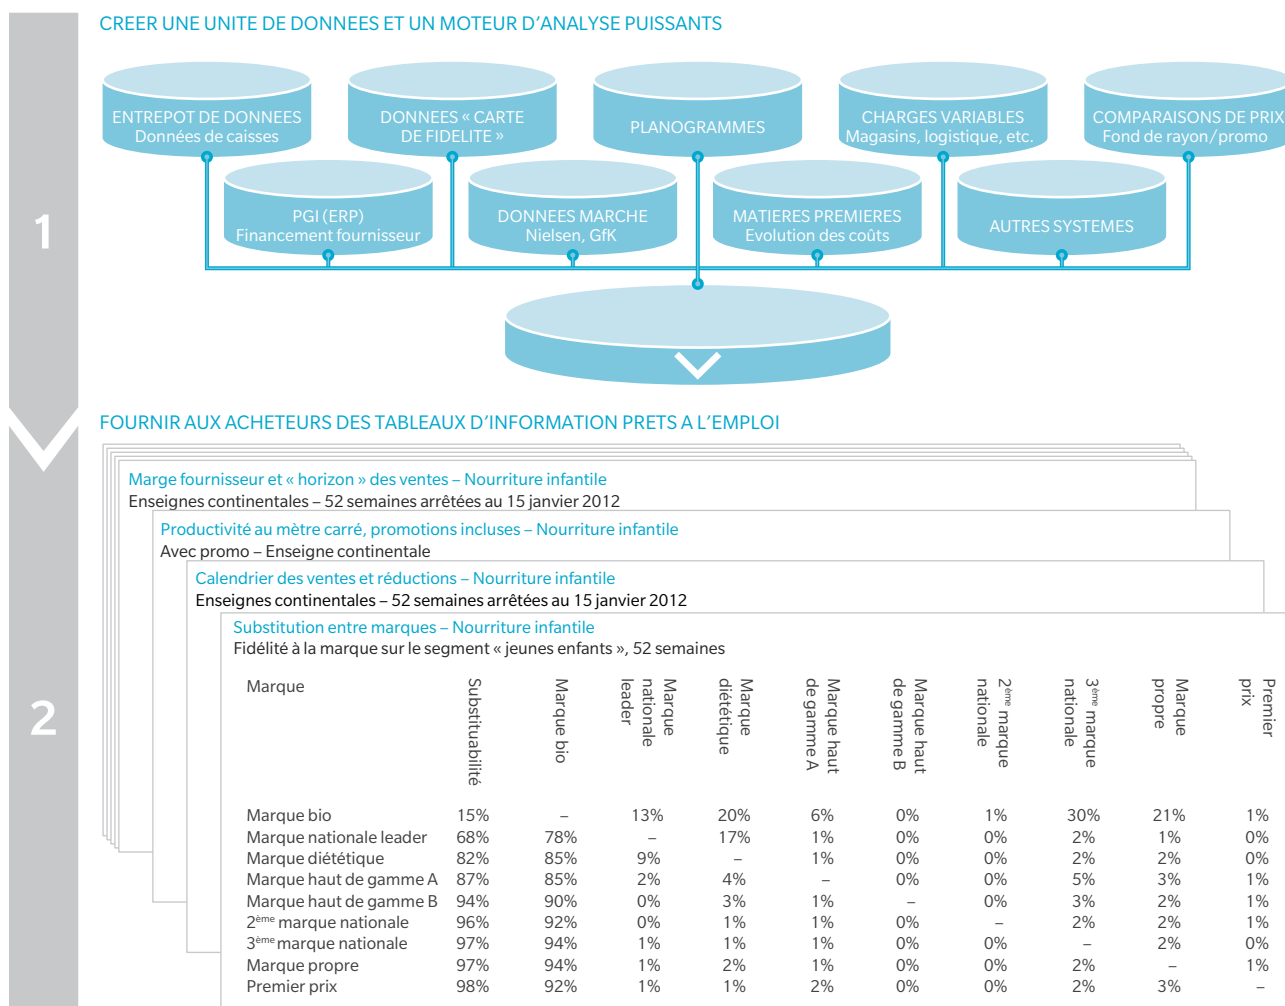 CREER UNE UNITE DE DONNEES ET UN MOTEUR D'ANALYSE PUISSANTS
ENTREPOT DE DONNEES
Données de caisses
DONNEES « CARTE
DE FIDELITE »
PLANOGRAMMES
CHARGES VARIABLES
Magasins, logistique, etc.
COMPARAISONS DE PRIX
Fond de rayon/promo
PGI (ERP)
Financement fournisseur
DONNEES MARCHE
Nielsen, GfK
MATIERES PREMIERES
Evolution des coûts
AUTRES SYSTEMES
1
FOURNIR AUX ACHETEURS DES TABLEAUX D'INFORMATION PRETS A L'EMPLOI
Marge fournisseur et « horizon » des ventes – Nourriture infantile
Enseignes continentales – 52 semaines arrêtées au 15 janvier 2012
Productivité au mètre carré, promotions incluses – Nourriture infantile
Avec promo – Enseigne continentale
Calendrier des ventes et réductions – Nourriture infantile
Enseignes continentales – 52 semaines arrêtées au 15 janvier 2012
Substitution entre marques – Nourriture infantile
Fidélité à la marque sur le segment « jeunes enfants », 52 semaines
2
Marque
Substituabilité
Marque bio
Marque
nationale
leader
Marque
diététique
Marque haut
de gamme A
Marque haut
de gamme B
2ème marque
nationale
3ème marque
nationale
Marque
propre
Premier
prix
Marque bio 15% – 13% 20% 6% 0% 1% 30% 21% 1%
Marque nationale leader 68% 78% – 17% 1% 0% 0% 2% 1% 0%
Marque diététique 82% 85% 9% – 1% 0% 0% 2% 2% 0%
Marque haut de gamme A 87% 85% 2% 4% – 0% 0% 5% 3% 1%
Marque haut de gamme B 94% 90% 0% 3% 1% – 0% 3% 2% 1%
2ème marque nationale 96% 92% 0% 1% 1% 0% – 2% 2% 1%
3ème marque nationale 97% 94% 1% 1% 1% 0% 0% – 2% 0%
Marque propre 97% 94% 1% 2% 1% 0% 0% 2% – 1%
Premier prix 98% 92% 1% 1% 2% 0% 0% 2% 3% –